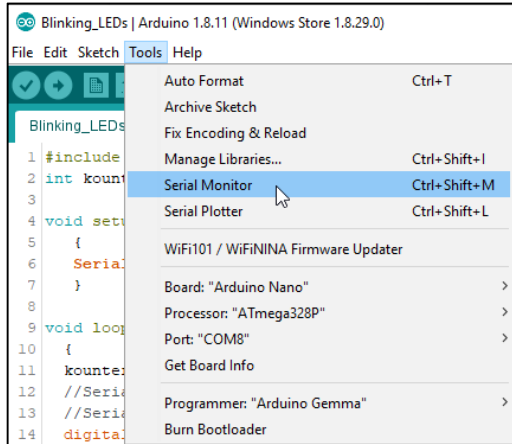 Blinking_LEDs | Arduino 1.8.11 (Windows Store 1.8.29.0)
File Edit Sketch Tools Help
Auto Format Ctrl+T
Archive Sketch
Fix Encoding & Reload
Manage Libraries... Ctrl+Shift+I
Serial Monitor Ctrl+Shift+M
Serial Plotter Ctrl+Shift+L
WiFi101 / WiFiNINA Firmware Updater
Board: "Arduino Nano"
Processor: "ATmega328P"
Port: "COM8"
Get Board Info
Programmer: "Arduino Gemma"
Burn Bootloader
Blinking_LEDs
1 #include
2 int kount
3
4 void setu
5 {
6 Serial
7 }
8
9 void loop
10 {
11 kounter
12 //Seria
13 //Seria
14 digital